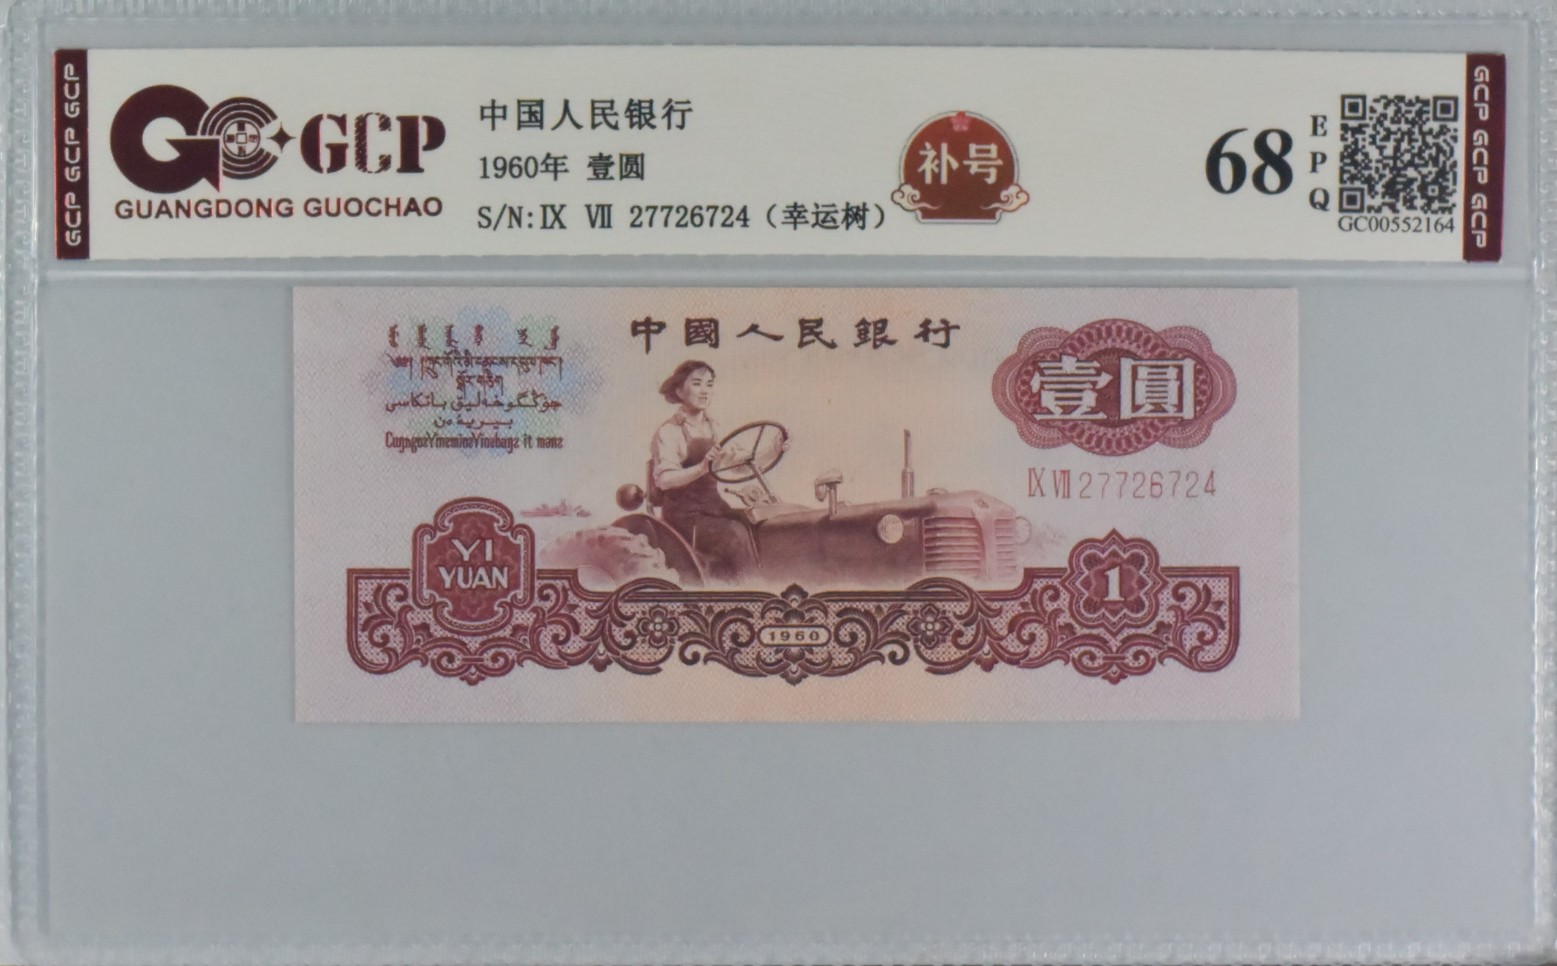 GCP GCP GCP
GCP
GUANGDONG GUOCHAO
中国人民银行
1960年 壹圆
S/N:Ⅸ Ⅶ 27726724（幸运树）
补号
68
EPQ
GC00552164
GCP GCP GCP
中國人民銀行
壹圓
Ⅸ Ⅶ 27726724
YI
YUAN
1960
1